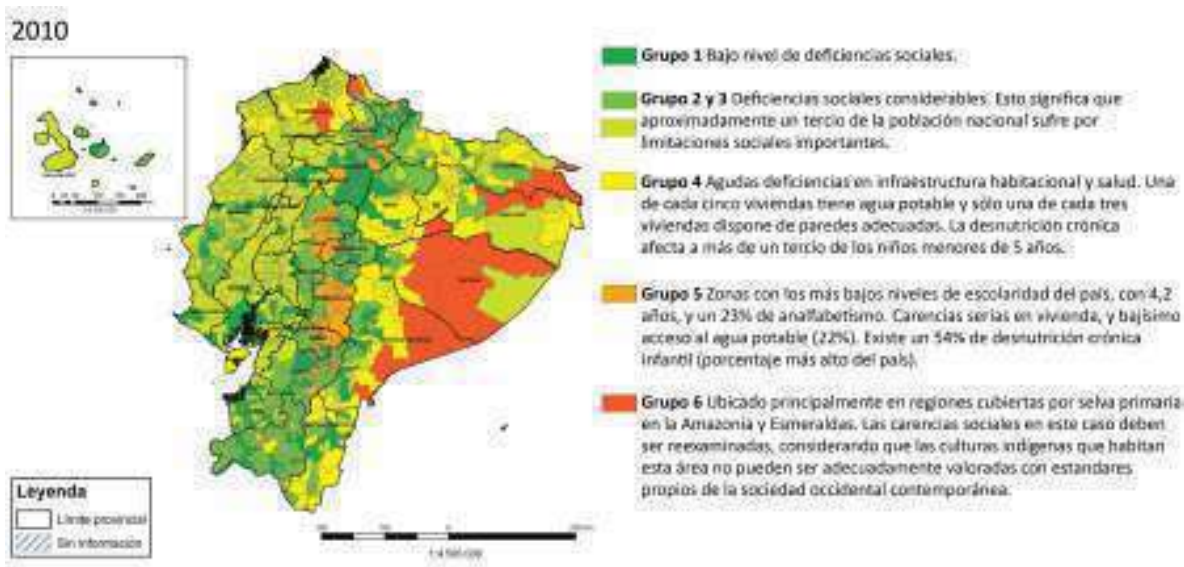 2010
Grupo 1 Bajo nivel de deficiencias sociales.
Grupo 2 y 3 Deficiencias sociales considerables. Esto significa que
aproximadamente un tercio de la población nacional sufre por
limitaciones sociales importantes.
Grupo 4 Agudas deficiencias en infraestructura habitacional y salud. Una
de cada cinco viviendas tiene agua potable y sólo una de cada tres
viviendas dispone de paredes adecuadas. La desnutrición crónica
afecta a más de un tercio de los niños menores de 5 años.
Grupo 5 Zonas con los más bajos niveles de escolaridad del país, con 4,2
años, y un 23% de analfabetismo. Carencias serias en vivienda, y bajísimo
acceso al agua potable (22%). Existe un 54% de desnutrición crónica
infantil (porcentaje más alto del país).
Grupo 6 Ubicado principalmente en regiones cubiertas por selva primaria
en la Amazonía y Esmeraldas. Las carencias sociales en este caso deben
ser reexaminadas, considerando que las culturas indígenas que habitan
esta área no pueden ser adecuadamente valoradas con estandares
propios de la sociedad occidental contemporánea.
Leyenda
Límite provincial
Sin información